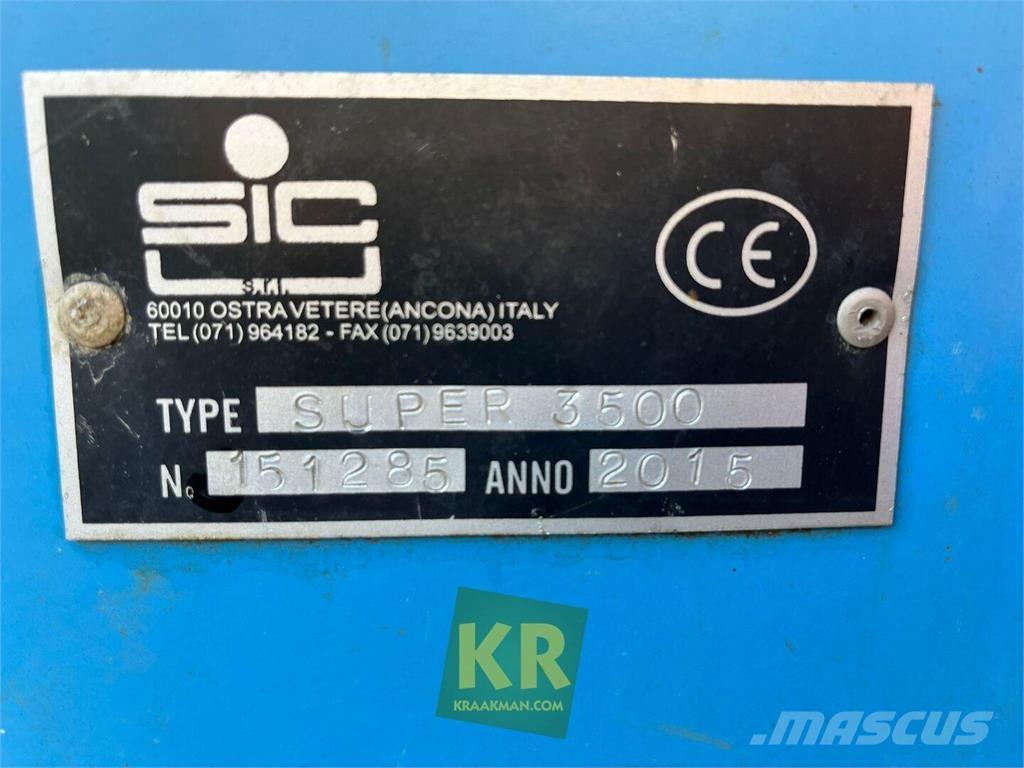 SIC
s.r.l.
60010 OSTRA VETERE(ANCONA) ITALY
TEL(071) 964182 - FAX(071)9639003
CE
TYPE SUPER 3500
No 151285 ANNO 2015
KR
KRAAKMAN.COM
MASCUS